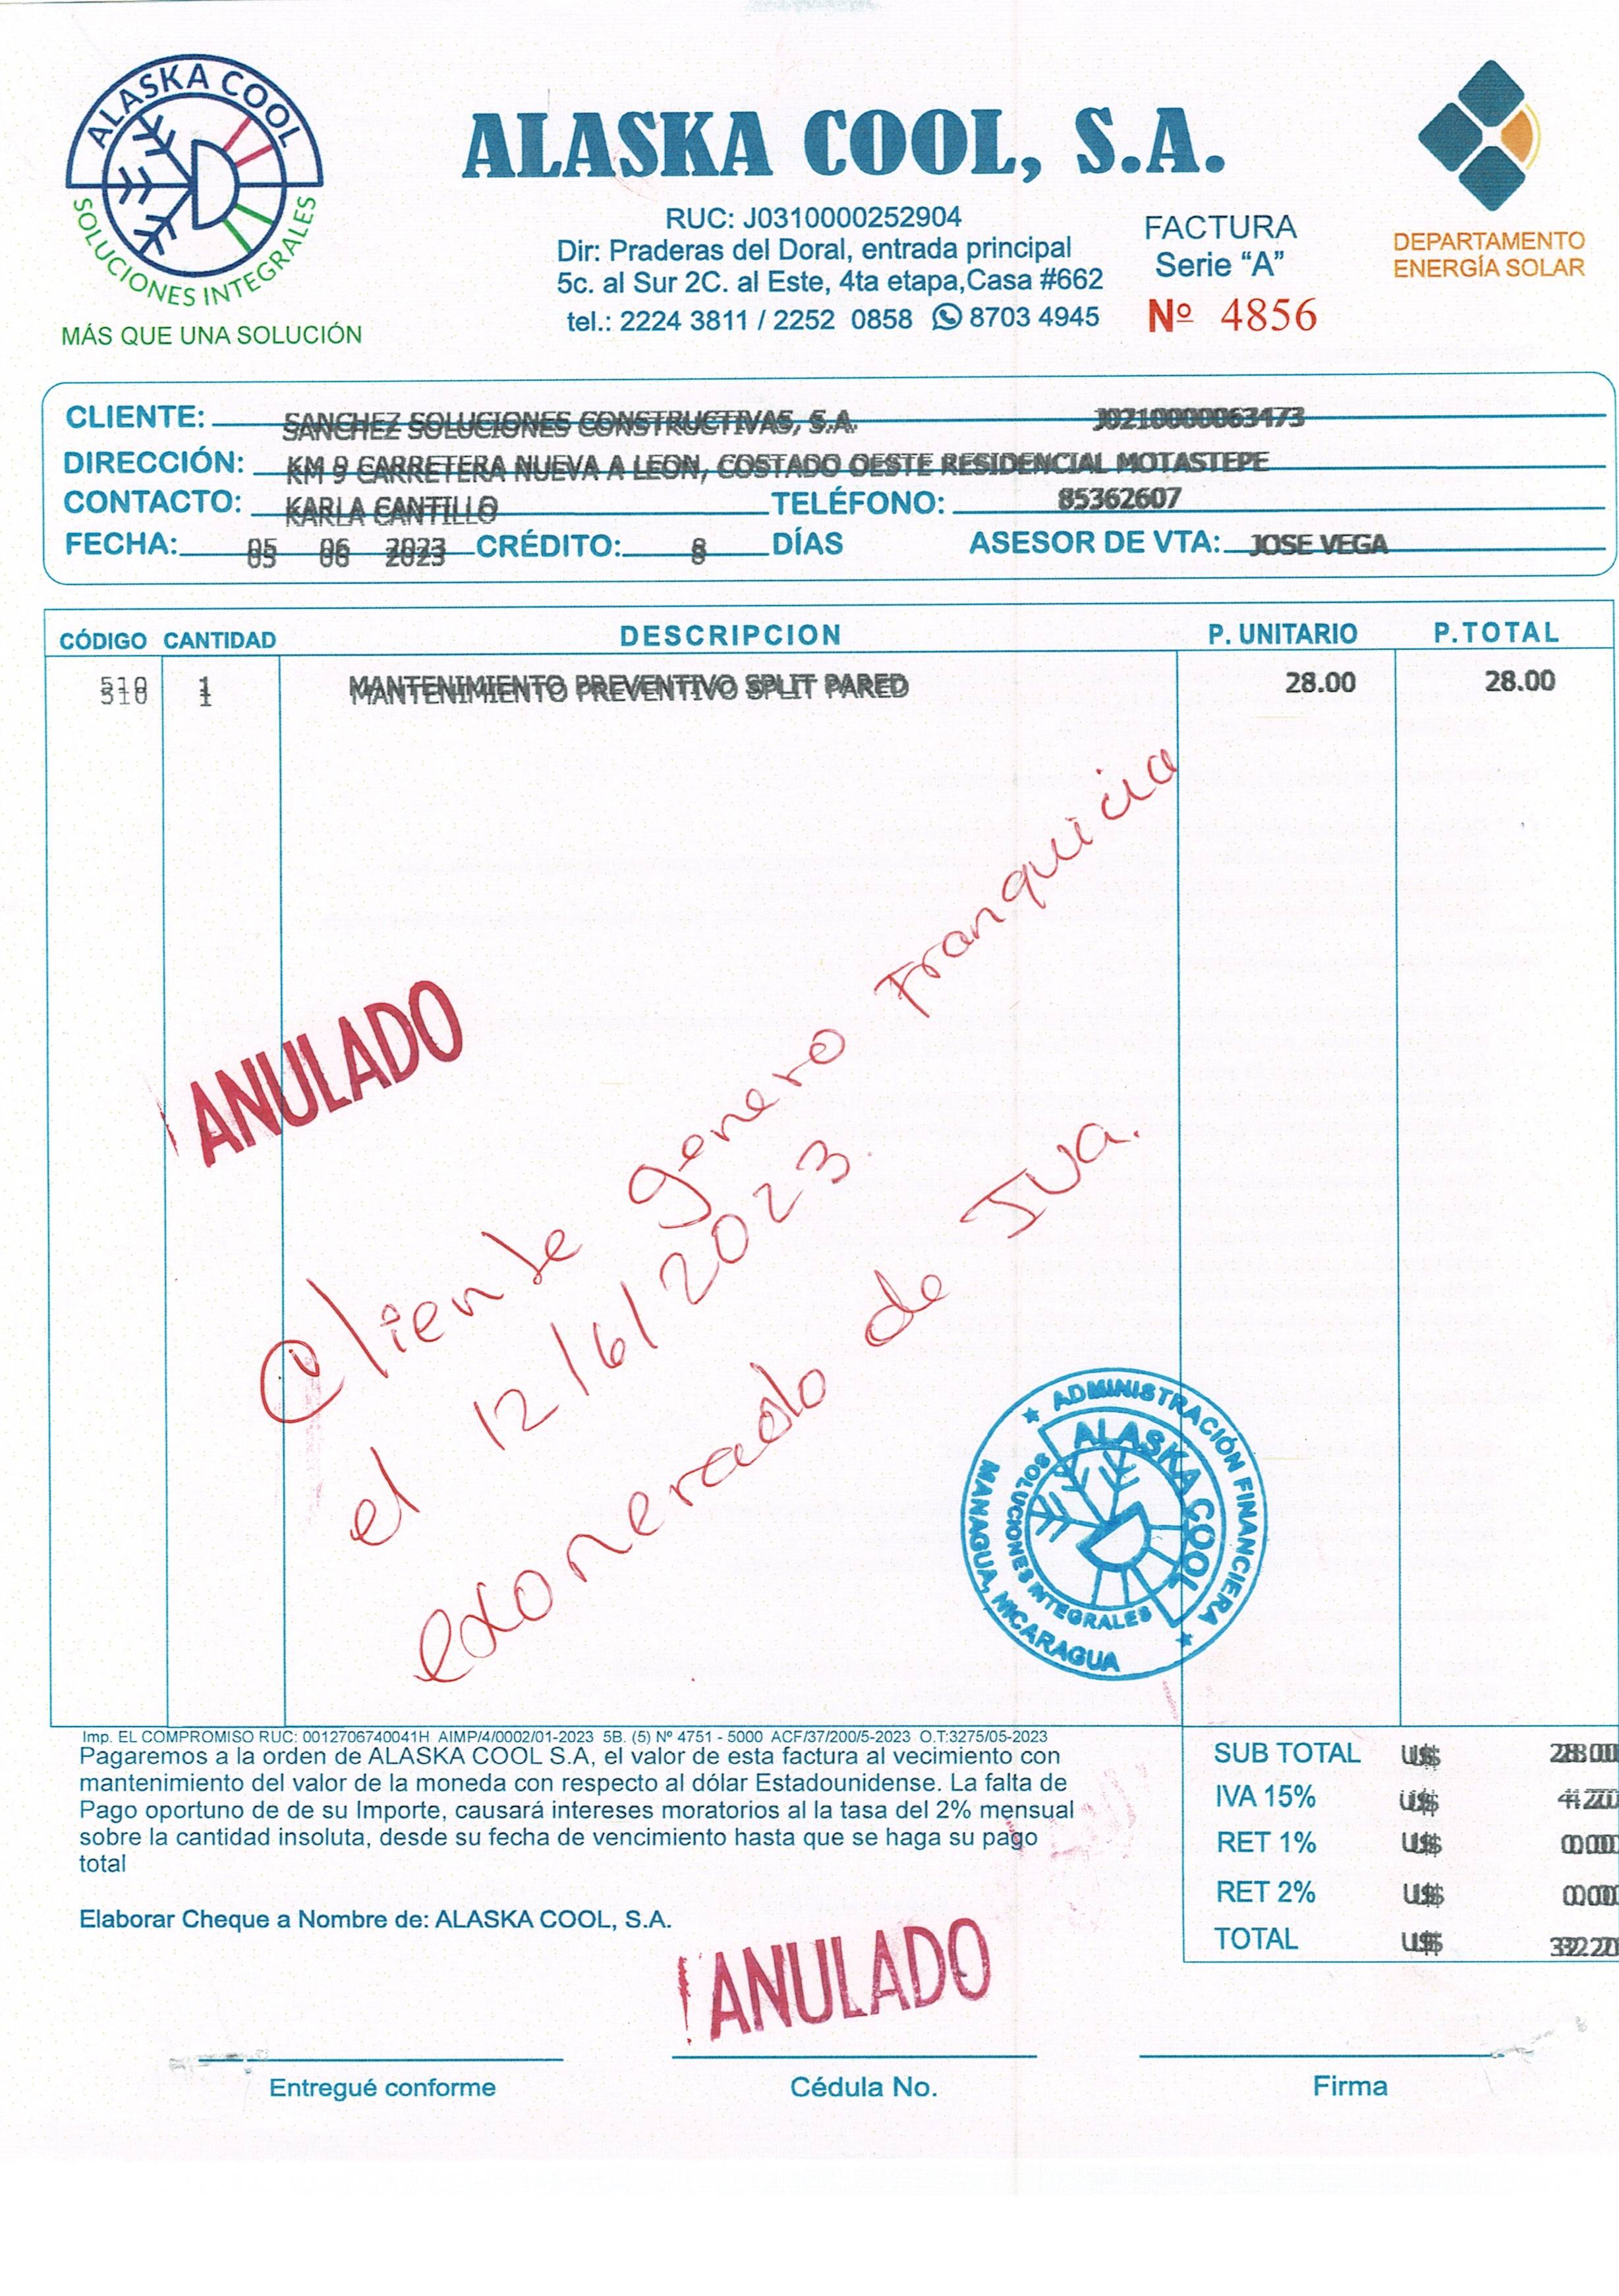 ALASKA COOL
SOLUCIONES INTEGRALES
MÁS QUE UNA SOLUCIÓN
ALASKA COOL, S.A.
RUC: J0310000252904
Dir: Praderas del Doral, entrada principal
5c. al Sur 2C. al Este, 4ta etapa,Casa #662
tel.: 2224 3811 / 2252 0858 8703 4945
FACTURA
Serie "A"
Nº 4856
DEPARTAMENTO
ENERGÍA SOLAR
CLIENTE: SANCHEZ SOLUCIONES CONSTRUCTIVAS, S.A. J0210000063473
DIRECCIÓN: KM 9 CARRETERA NUEVA A LEON, COSTADO OESTE RESIDENCIAL MOTASTEPE
CONTACTO: KARLA CANTILLO TELÉFONO: 85362607
FECHA: 05 06 2023 CRÉDITO: 8 DÍAS ASESOR DE VTA: JOSE VEGA
CÓDIGO CANTIDAD DESCRIPCION P. UNITARIO P.TOTAL
510 1 MANTENIMIENTO PREVENTIVO SPLIT PARED 28.00 28.00
ANULADO
Cliente genero Franquicia
el 12/6/2023.
exonerado de IVA.
ADMINISTRACIÓN FINANCIERA
ALASKA COOL
SOLUCIONES INTEGRALES
MANAGUA, NICARAGUA
Imp. EL COMPROMISO RUC: 0012706740041H AIMP/4/0002/01-2023 5B. (5) Nº 4751 - 5000 ACF/37/200/5-2023 O.T:3275/05-2023
Pagaremos a la orden de ALASKA COOL S.A, el valor de esta factura al vecimiento con
mantenimiento del valor de la moneda con respecto al dólar Estadounidense. La falta de
Pago oportuno de de su Importe, causará intereses moratorios al la tasa del 2% mensual
sobre la cantidad insoluta, desde su fecha de vencimiento hasta que se haga su pago
total
Elaborar Cheque a Nombre de: ALASKA COOL, S.A.
SUB TOTAL US$ 28.00
IVA 15% US$ 4.20
RET 1% US$ 0.00
RET 2% US$ 0.00
TOTAL US$ 32.20
ANULADO
Entregué conforme
Cédula No.
Firma